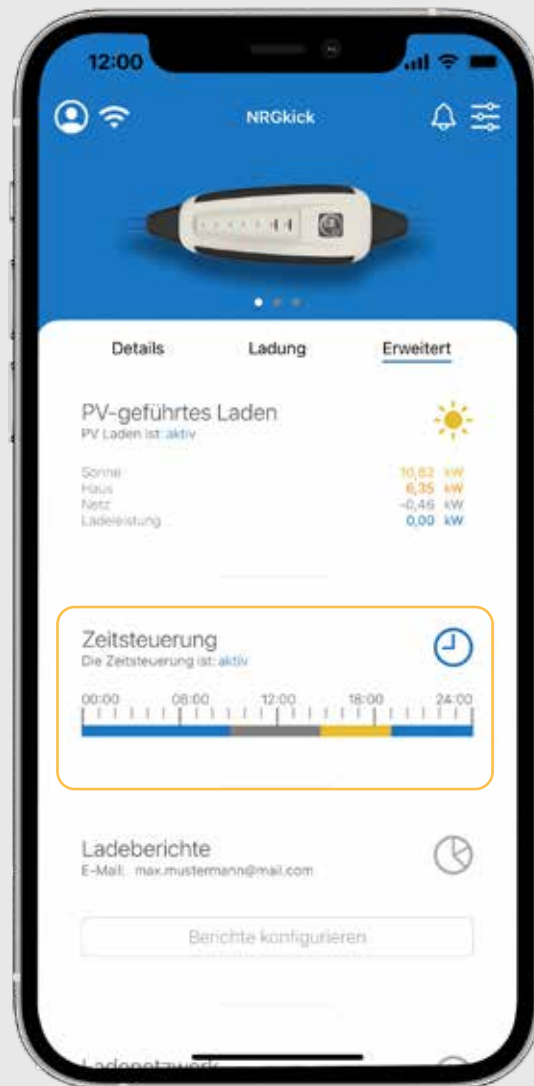 12:00
NRGkick
Details Ladung Erweitert
PV-geführtes Laden
PV Laden ist: aktiv
Sonne 10,82 kW
Haus 6,35 kW
Netz -0,46 kW
Ladeleistung 0,00 kW
Zeitsteuerung
Die Zeitsteuerung ist: aktiv
00:00 06:00 12:00 18:00 24:00
Ladeberichte
E-Mail: max.mustermann@mail.com
Berichte konfigurieren
Ladenetzwerk